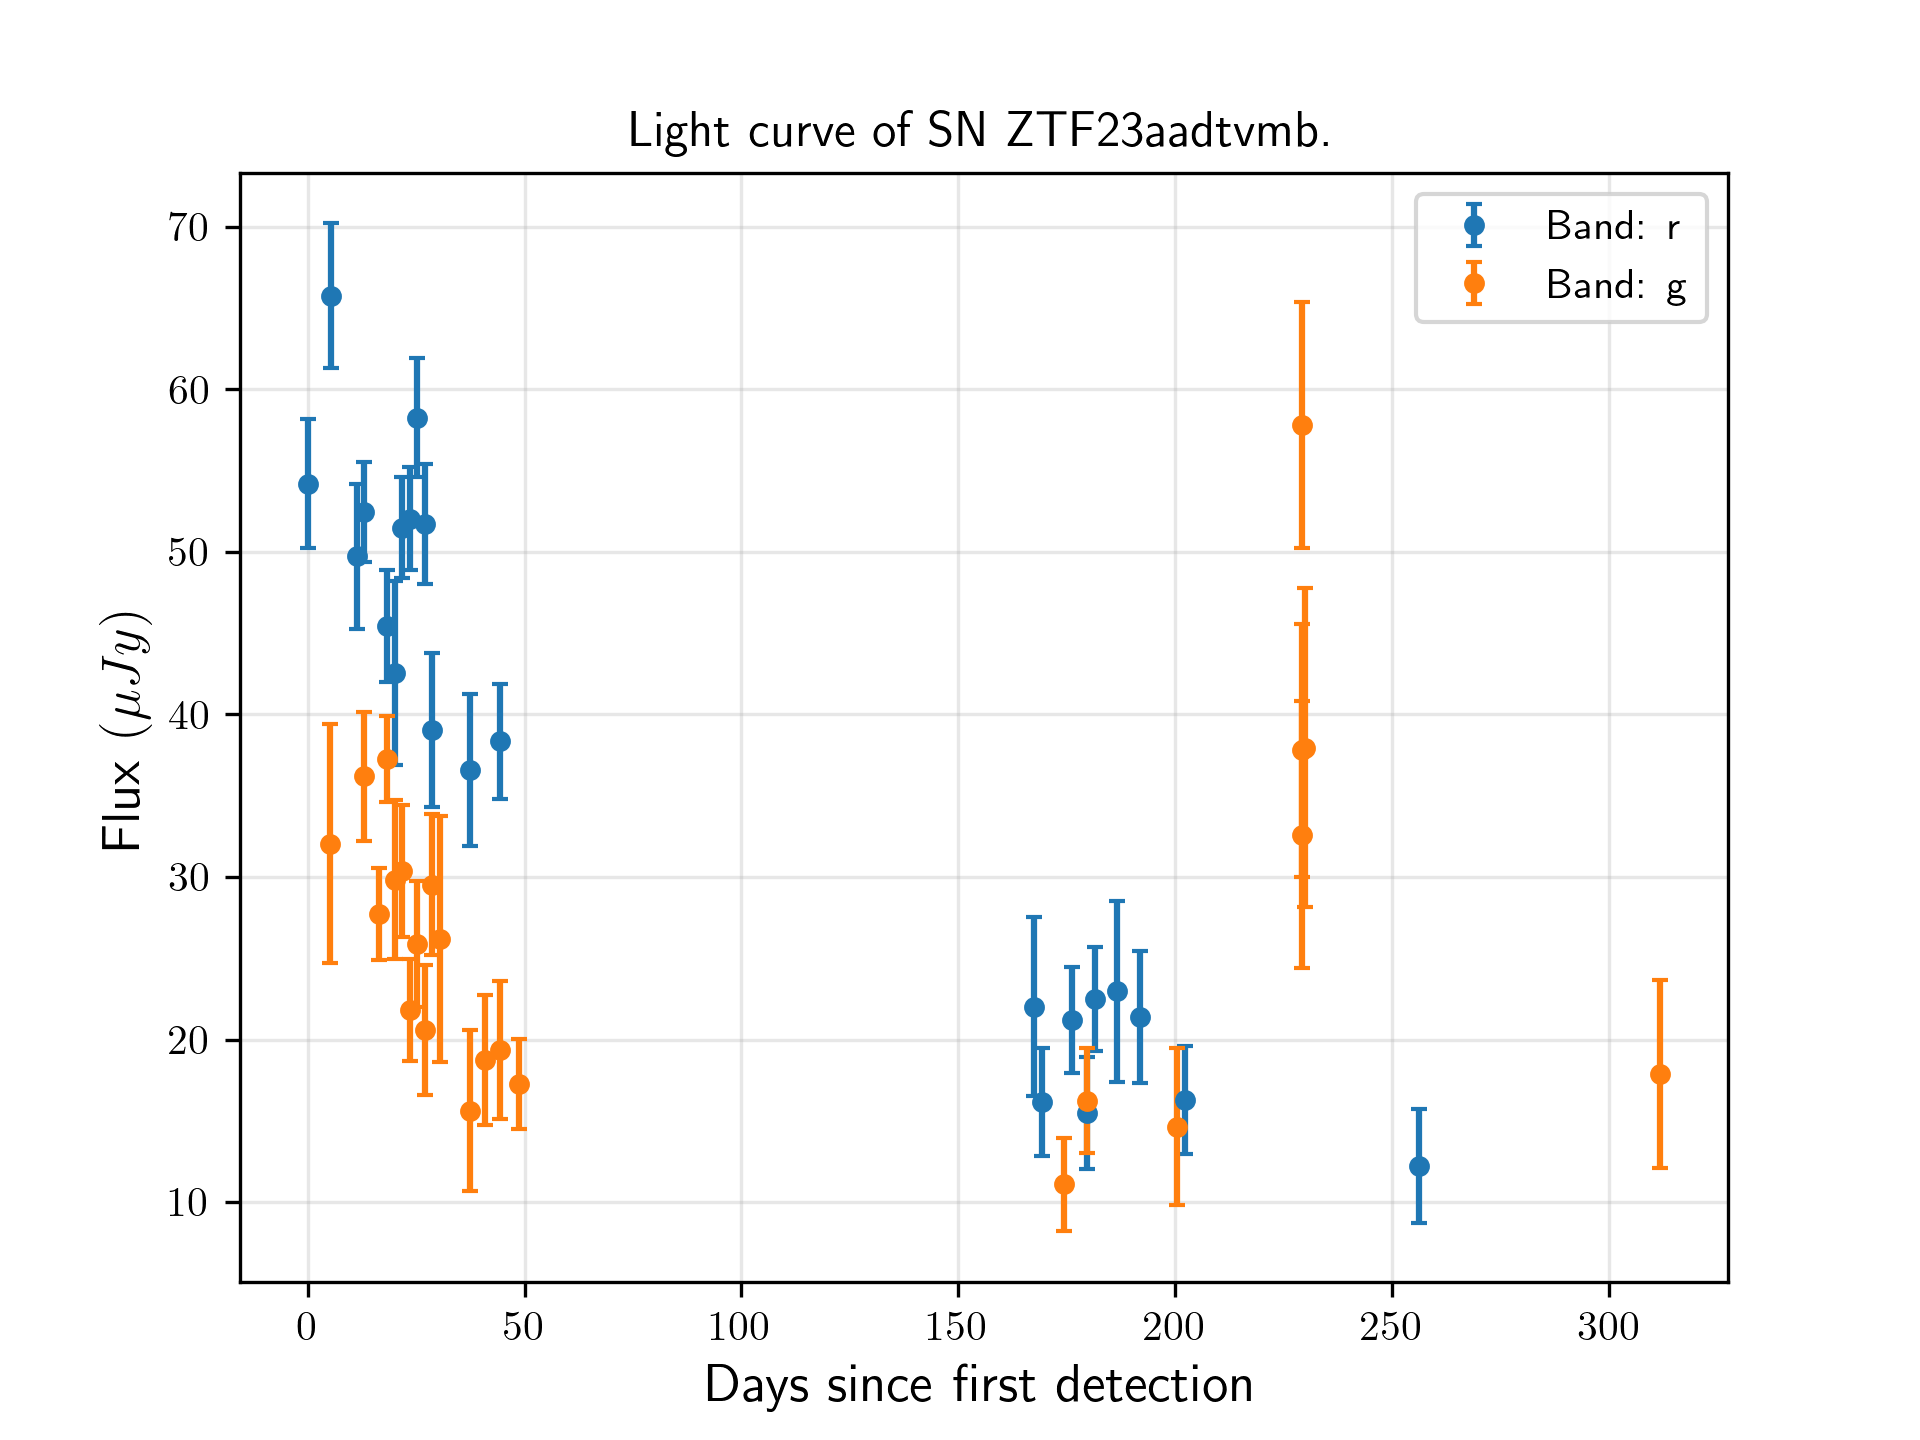 Light curve of SN ZTF23aadtvmb.
Band: r
Band: g
70
60
50
40
30
20
10
Flux (μJy)
0 50 100 150 200 250 300
Days since first detection